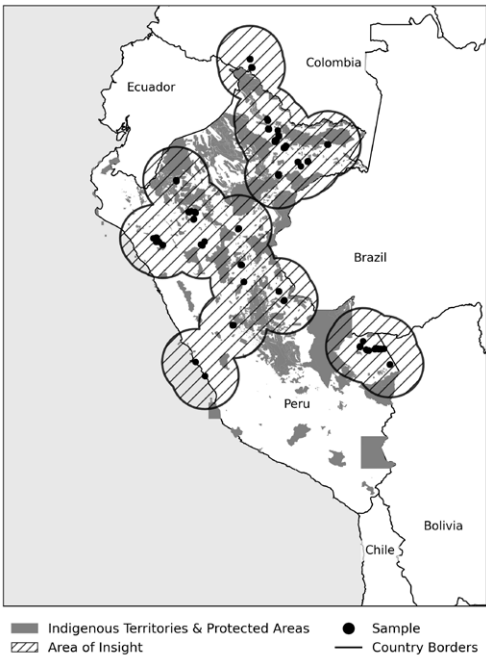 Colombia
Ecuador
Brazil
Peru
Bolivia
Chile
Indigenous Territories & Protected Areas
Sample
Area of Insight
Country Borders